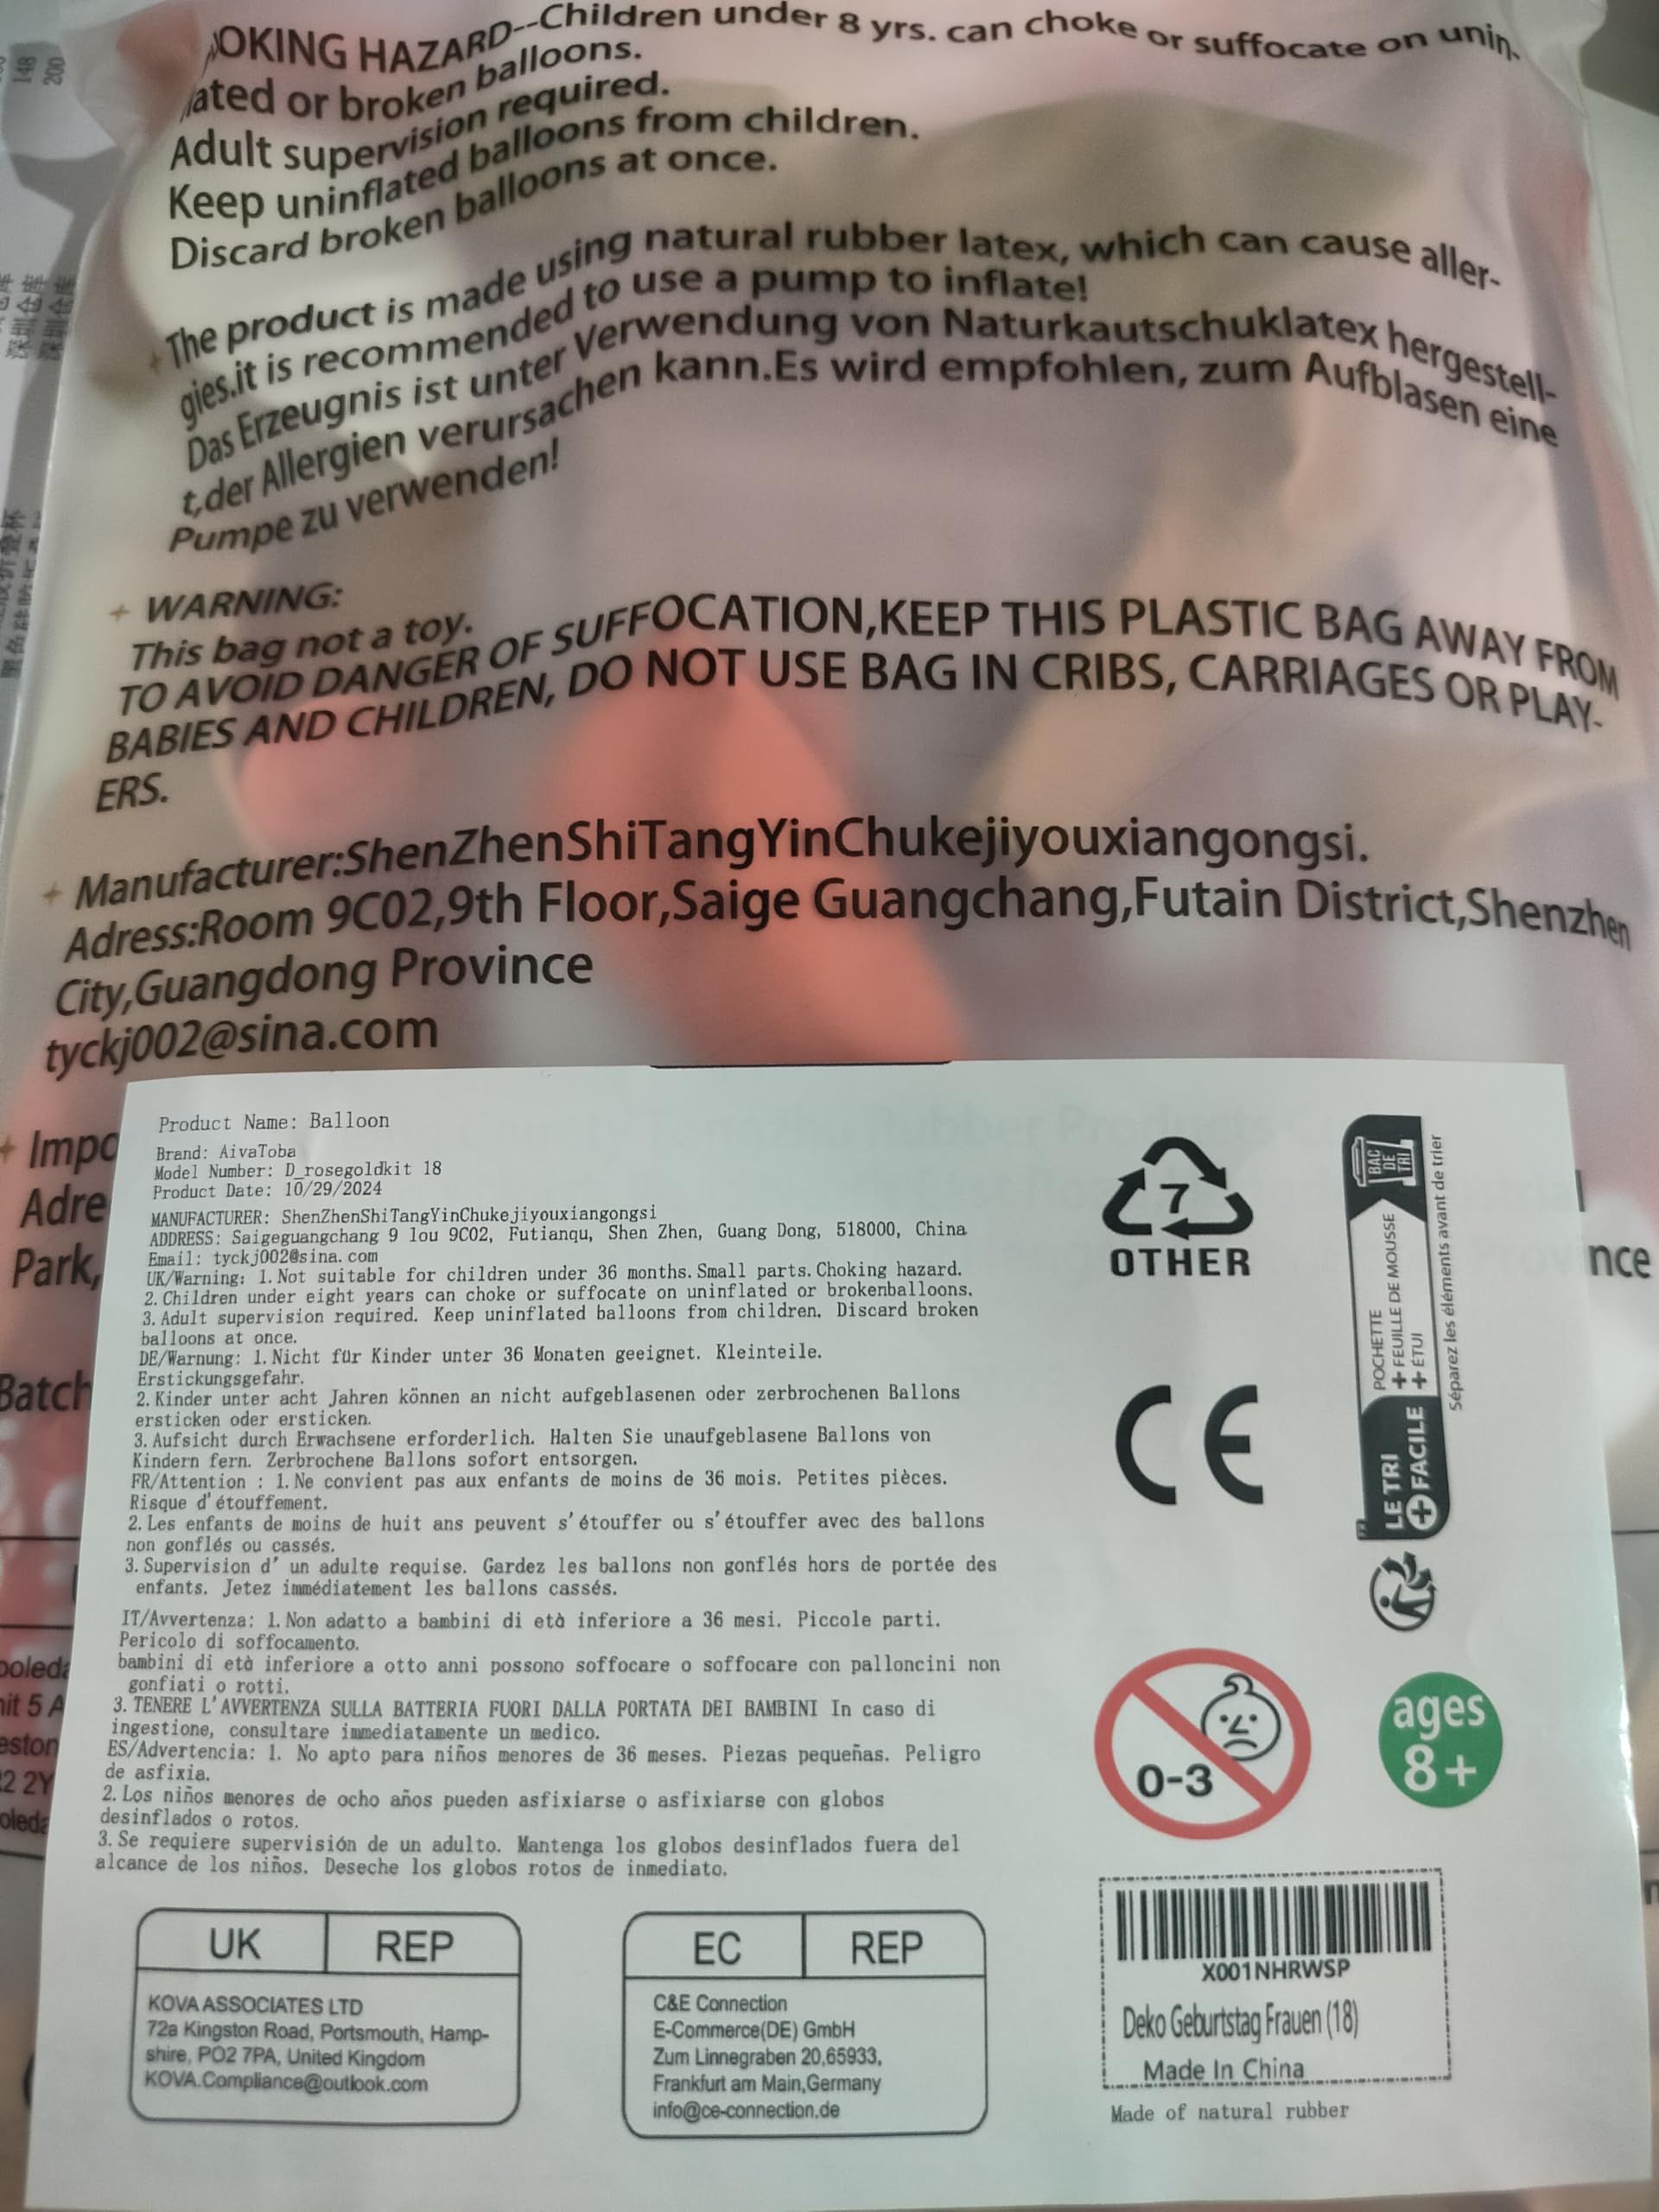 OKING HAZARD--Children under 8 yrs. can choke or suffocate on unin
ated or broken balloons.
Adult supervision required.
Keep uninflated balloons from children.
Discard broken balloons at once.
The product is made using natural rubber latex, which can cause aller-
gies.it is recommended to use a pump to inflate!
Das Erzeugnis ist unter Verwendung von Naturkautschuklatex hergestell-
t,der Allergien verursachen kann.Es wird empfohlen, zum Aufblasen eine
Pumpe zu verwenden!
+ WARNING:
This bag not a toy.
TO AVOID DANGER OF SUFFOCATION,KEEP THIS PLASTIC BAG AWAY FROM
BABIES AND CHILDREN, DO NOT USE BAG IN CRIBS, CARRIAGES OR PLAY-
ERS.
+ Manufacturer:ShenZhenShiTangYinChukejiyouxiangongsi.
Adress:Room 9C02,9th Floor,Saige Guangchang,Futain District,Shenzhen
City,Guangdong Province
tyckj002@sina.com
+ Impo
Adre
Park,
nce
Batch
Product Name: Balloon
Brand: AivaToba
Model Number: D_rosegoldkit 18
Product Date: 10/29/2024
MANUFACTURER: ShenZhenShiTangYinChukejiyouxiangongsi
ADDRESS: Saigeguangchang 9 lou 9C02, Futianqu, Shen Zhen, Guang Dong, 518000, China
Email: tyckj002@sina.com
UK/Warning: 1.Not suitable for children under 36 months.Small parts.Choking hazard.
2.Children under eight years can choke or suffocate on uninflated or brokenballoons.
3.Adult supervision required. Keep uninflated balloons from children. Discard broken
balloons at once.
DE/Warnung: 1.Nicht für Kinder unter 36 Monaten geeignet. Kleinteile.
Erstickungsgefahr.
2.Kinder unter acht Jahren können an nicht aufgeblasenen oder zerbrochenen Ballons
ersticken oder ersticken.
3.Aufsicht durch Erwachsene erforderlich. Halten Sie unaufgeblasene Ballons von
Kindern fern. Zerbrochene Ballons sofort entsorgen.
FR/Attention : 1.Ne convient pas aux enfants de moins de 36 mois. Petites pièces.
Risque d'étouffement.
2.Les enfants de moins de huit ans peuvent s'étouffer ou s'étouffer avec des ballons
non gonflés ou cassés.
3.Supervision d' un adulte requise. Gardez les ballons non gonflés hors de portée des
enfants. Jetez immédiatement les ballons cassés.
IT/Avvertenza: 1.Non adatto a bambini di età inferiore a 36 mesi. Piccole parti.
Pericolo di soffocamento.
bambini di età inferiore a otto anni possono soffocare o soffocare con palloncini non
gonfiati o rotti.
3.TENERE L'AVVERTENZA SULLA BATTERIA FUORI DALLA PORTATA DEI BAMBINI In caso di
ingestione, consultare immediatamente un medico.
ES/Advertencia: 1. No apto para niños menores de 36 meses. Piezas pequeñas. Peligro
de asfixia.
2.Los niños menores de ocho años pueden asfixiarse o asfixiarse con globos
desinflados o rotos.
3.Se requiere supervisión de un adulto. Mantenga los globos desinflados fuera del
alcance de los niños. Deseche los globos rotos de inmediato.
7
OTHER
CE
LE TRI
+ FACILE
POCHETTE
+ FEUILLE DE MOUSSE
+ ÉTUI
BAC
DE
TRI
Séparez les éléments avant de trier
0-3
ages
8+
UK REP
KOVA ASSOCIATES LTD
72a Kingston Road, Portsmouth, Hamp-
shire, PO2 7PA, United Kingdom
KOVA.Compliance@outlook.com
EC REP
C&E Connection
E-Commerce(DE) GmbH
Zum Linnegraben 20,65933,
Frankfurt am Main,Germany
info@ce-connection.de
X001NHRWSP
Deko Geburtstag Frauen (18)
Made In China
Made of natural rubber
148
200
深圳仓库
深圳仓库